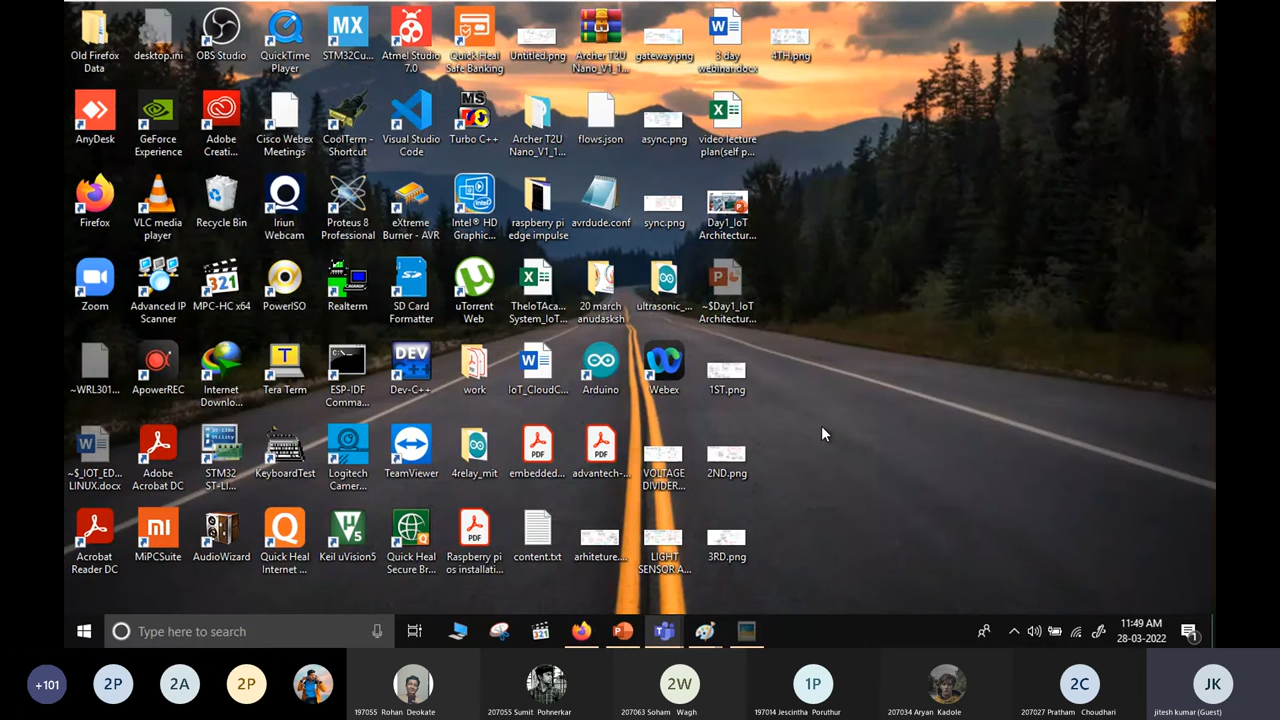 Old Firefox
Data
desktop.ini
OBS Studio
QuickTime
Player
MX
STM32Cu...
Atmel Studio
7.0
Quick Heal
Safe Banking
Untitled.png
Archer T2U
Nano_V1_1...
gateway.png
3 day
webinar.docx
4TH.png
AnyDesk
GeForce
Experience
Adobe
Creati...
Cisco Webex
Meetings
CoolTerm -
Shortcut
Visual Studio
Code
MS
Turbo C++
Archer T2U
Nano_V1_1...
flows.json
async.png
video lecture
plan(self p...
Firefox
VLC media
player
Recycle Bin
Iriun
Webcam
Proteus 8
Professional
eXtreme
Burner - AVR
Intel® HD
Graphic...
raspberry pi
edge impulse
avrdude.conf
sync.png
Day1_IoT
Architectur...
Zoom
Advanced IP
Scanner
321
MPC-HC x64
PowerISO
Realterm
SD Card
Formatter
uTorrent
Web
TheIoTAca...
System_IoT...
20 march
anudasksh
ultrasonic_...
~$Day1_IoT
Architectur...
~WRL301...
ApowerREC
Internet
Downlo...
Tera Term
ESP-IDF
Comma...
DEV
Dev-C++
work
IoT_CloudC...
Arduino
Webex
1ST.png
~$_IOT_ED...
LINUX.docx
Adobe
Acrobat DC
STM32
ST-LI...
KeyboardTest
Logitech
Camer...
TeamViewer
4relay_mit
PDF
embedded...
PDF
advantech-...
VOLTAGE
DIVIDER...
2ND.png
Acrobat
Reader DC
MiPCSuite
AudioWizard
Quick Heal
Internet ...
Keil uVision5
Quick Heal
Secure Br...
PDF
Raspberry pi
os installati...
content.txt
arhiteture....
LIGHT
SENSOR A...
3RD.png
Type here to search
321
11:49 AM
28-03-2022
1
+101
2P
2A
2P
2W
1P
2C
JK
197055 Rohan Deokate
207055 Sumit Pohnerkar
207063 Soham Wagh
197014 Jescintha Poruthur
207034 Aryan Kadole
207027 Pratham Choudhari
jitesh kumar (Guest)